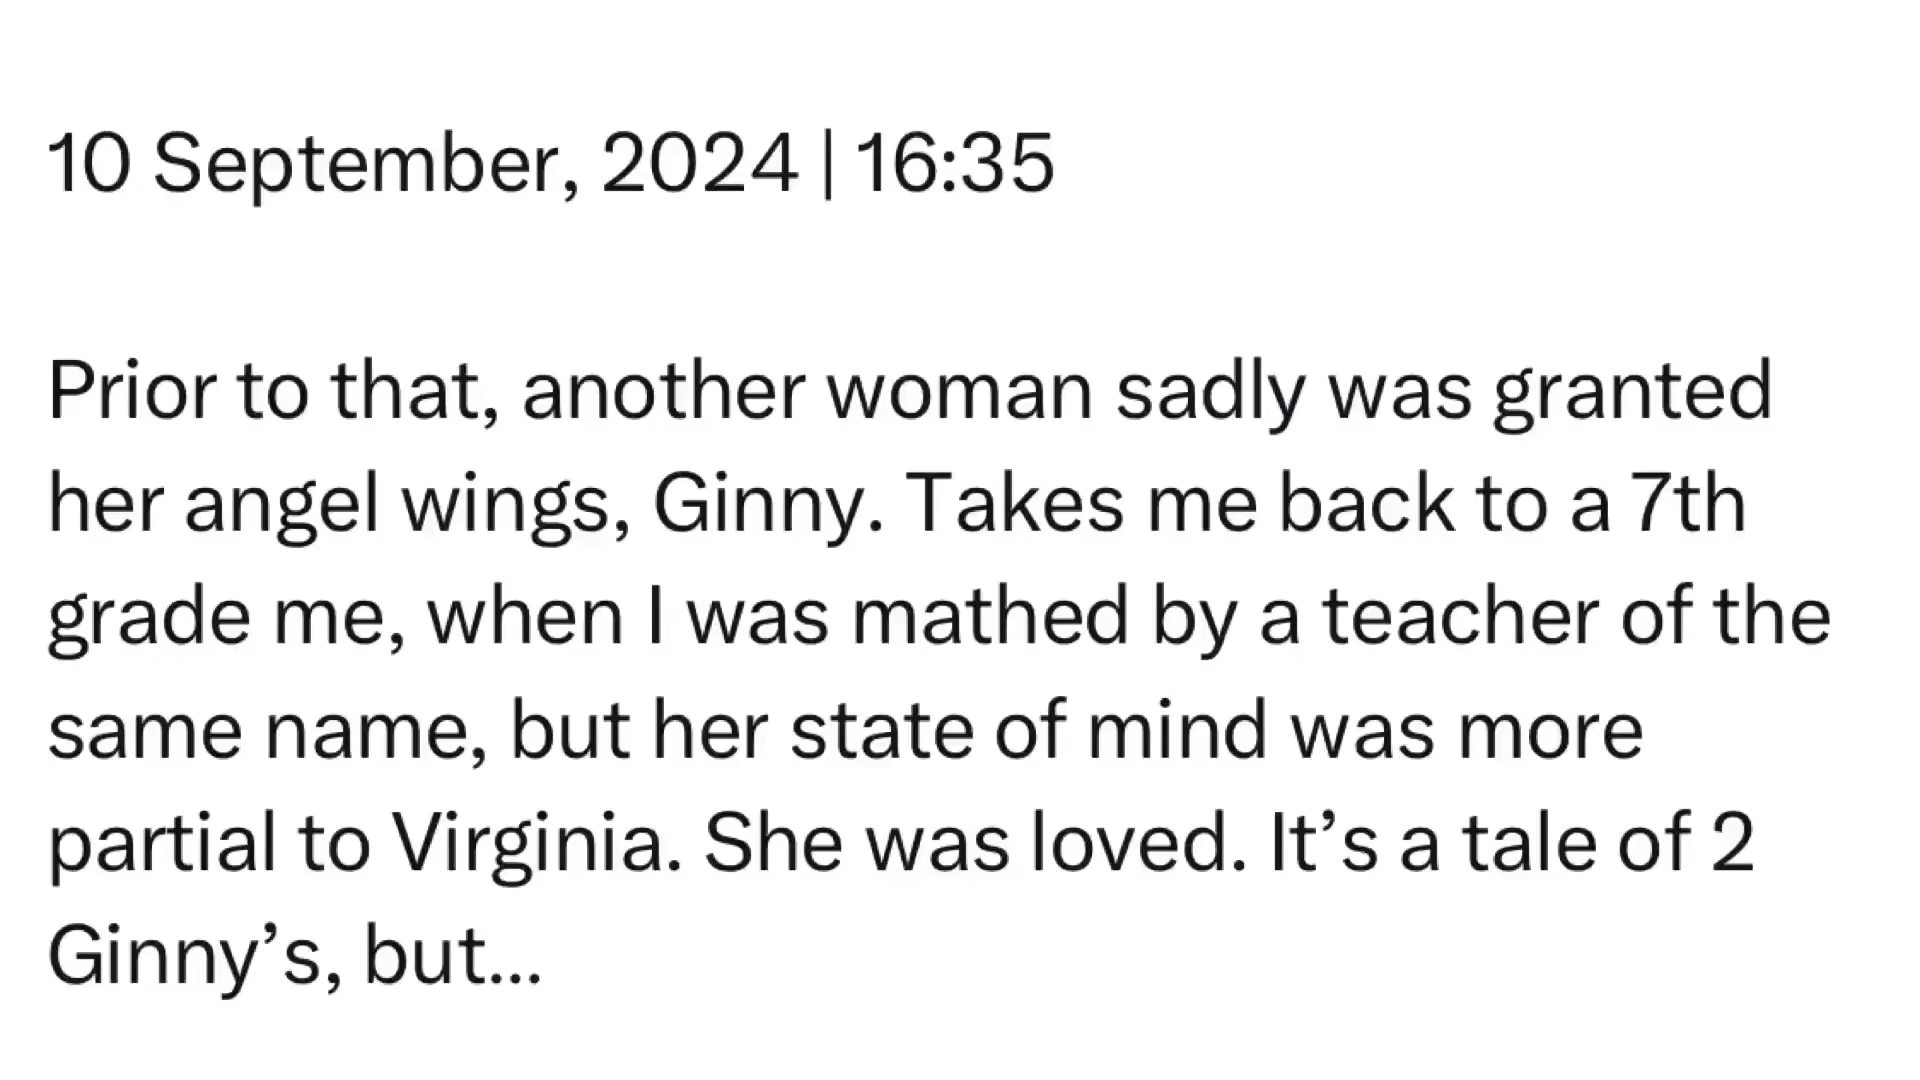 10 September, 2024 | 16:35
Prior to that, another woman sadly was granted
her angel wings, Ginny. Takes me back to a 7th
grade me, when I was mathed by a teacher of the
same name, but her state of mind was more
partial to Virginia. She was loved. It’s a tale of 2
Ginny’s, but...